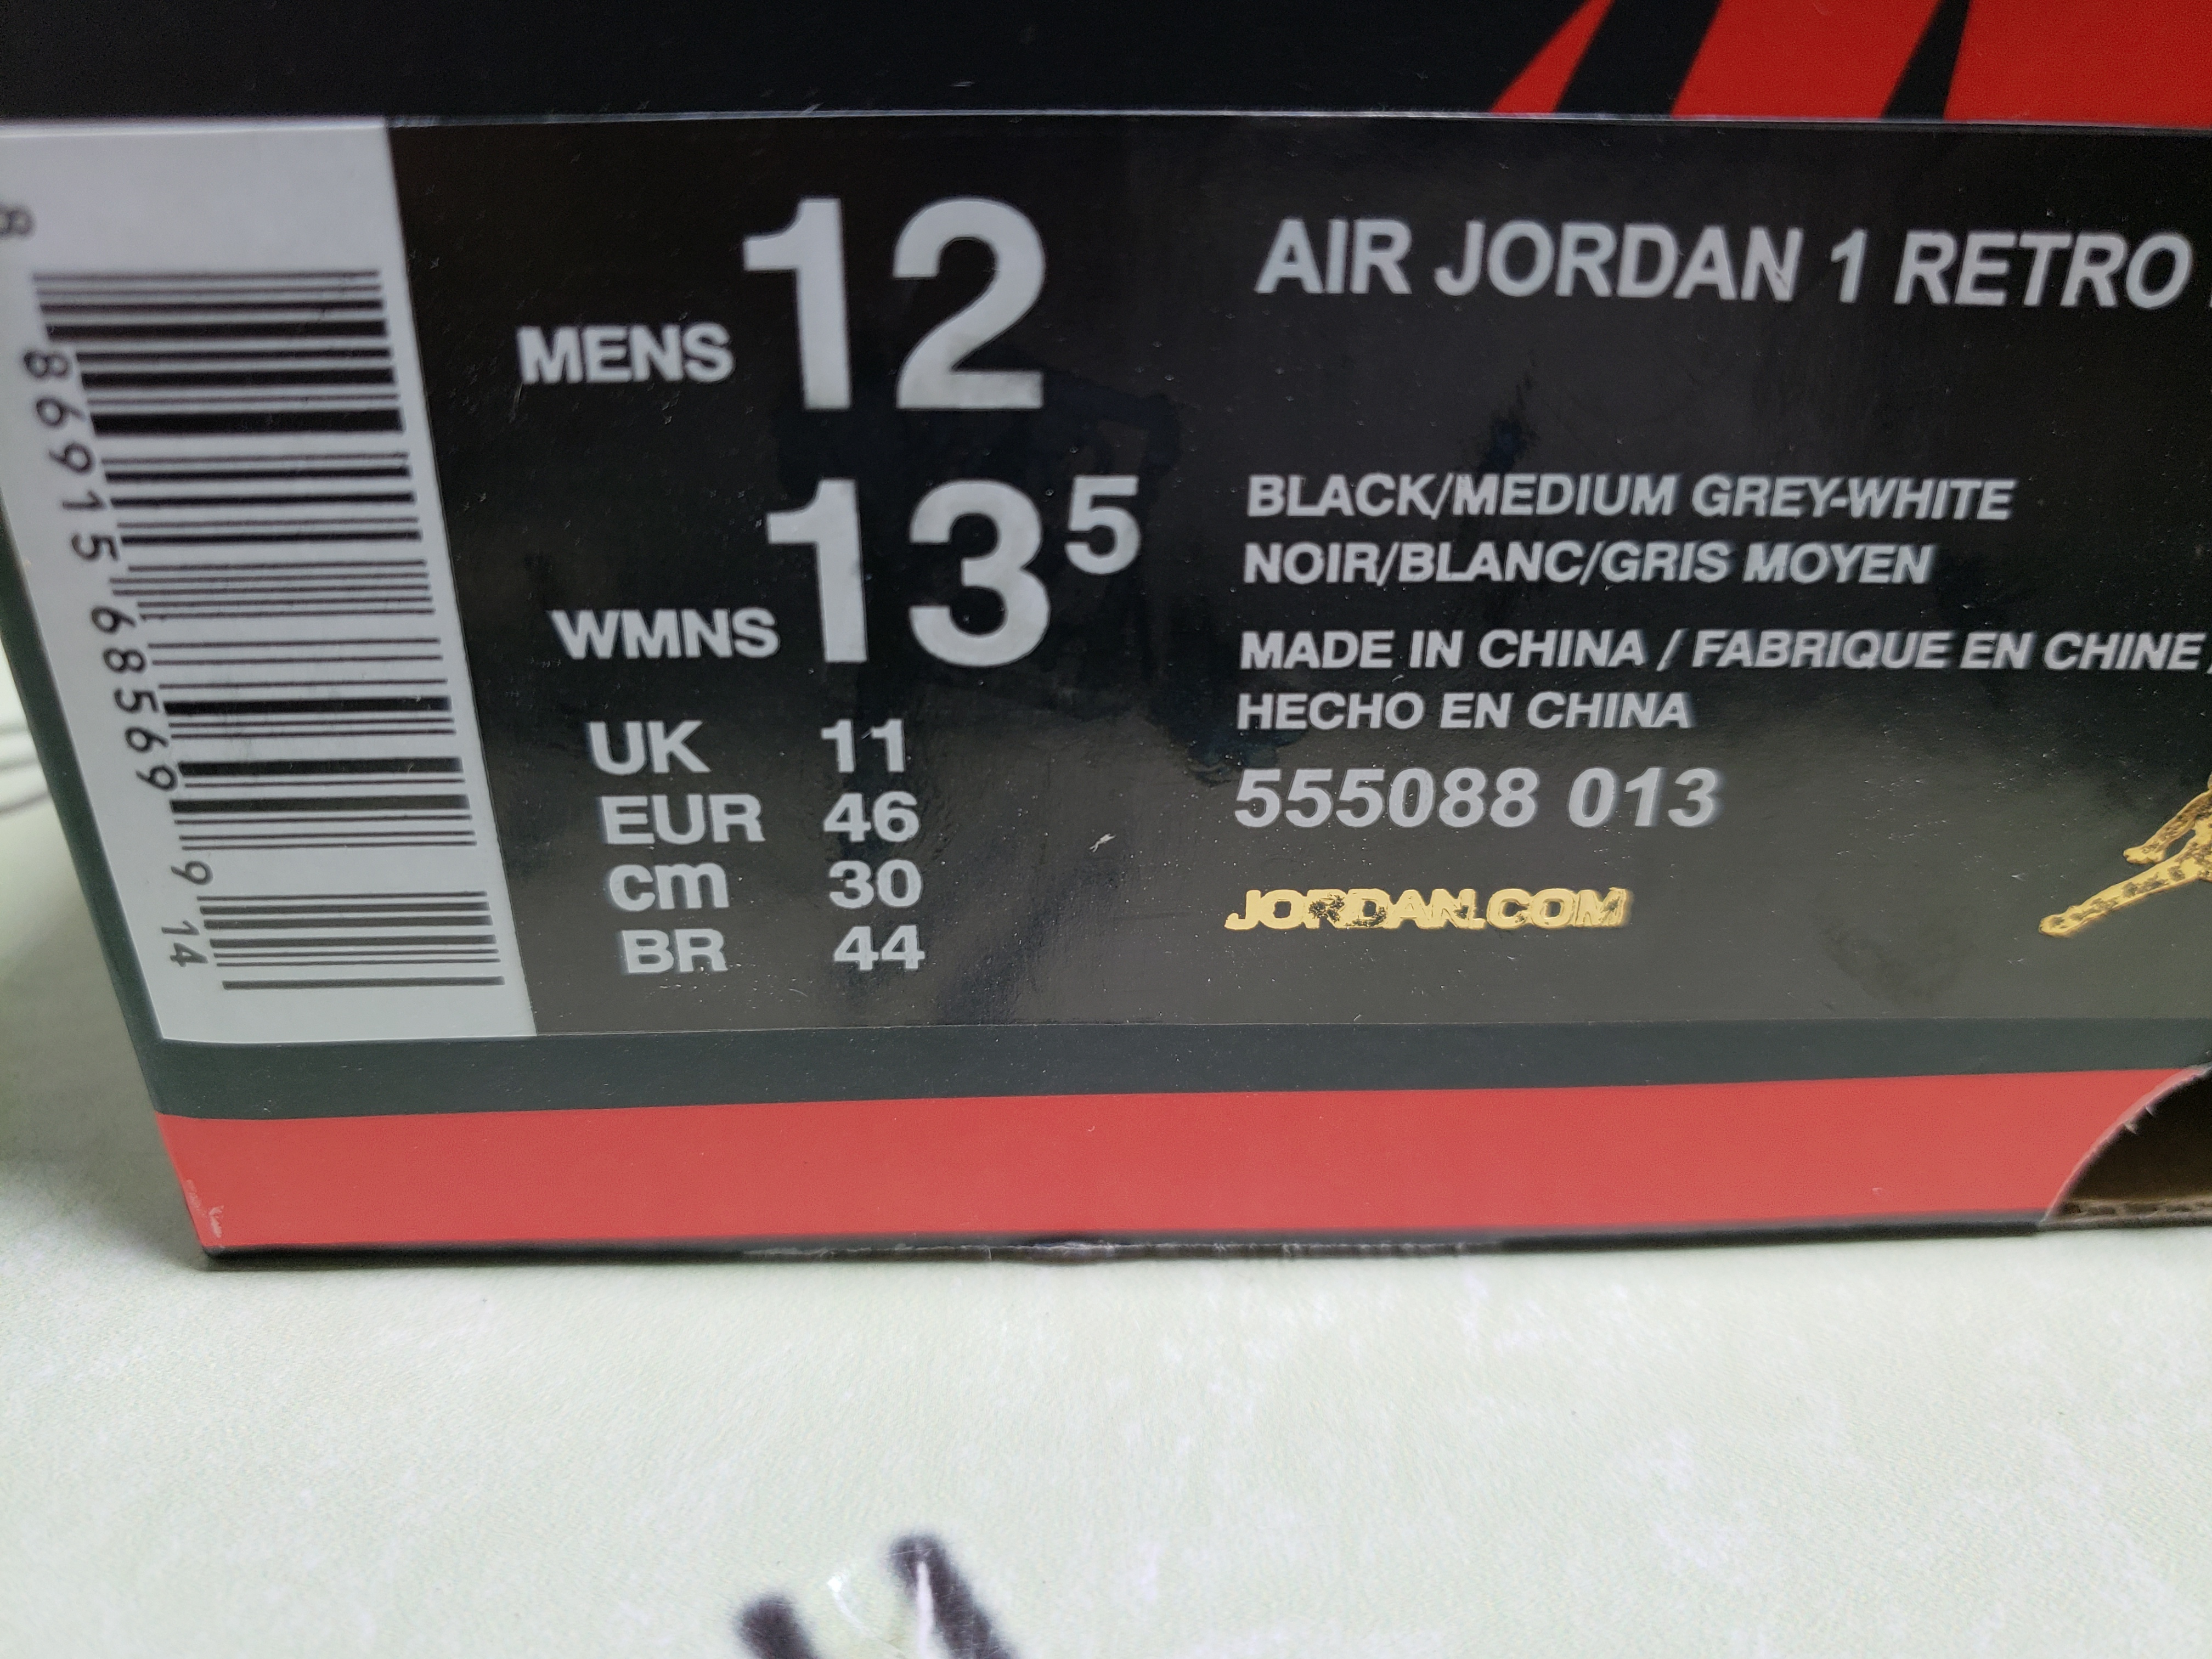 8 86915 68569 9 14
MENS 12
WMNS 13⁵
UK 11
EUR 46
cm 30
BR 44
AIR JORDAN 1 RETRO
BLACK/MEDIUM GREY-WHITE
NOIR/BLANC/GRIS MOYEN
MADE IN CHINA / FABRIQUE EN CHINE /
HECHO EN CHINA
555088 013
JORDAN.COM